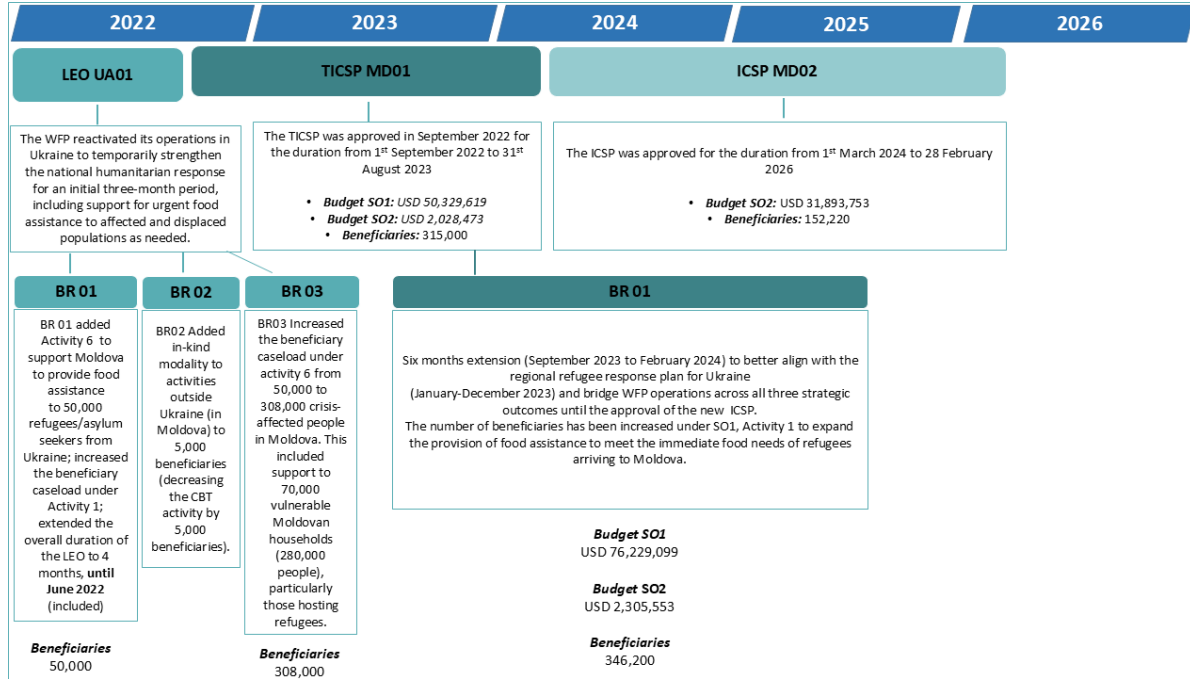 2022
2023
2024
2025
2026
LEO UA01
TICSP MD01
ICSP MD02
The WFP reactivated its operations in
Ukraine to temporarily strengthen
the national humanitarian response
for an initial three-month period,
including support for urgent food
assistance to affected and displaced
populations as needed.
The TICSP was approved in September 2022 for
the duration from 1st September 2022 to 31st
August 2023
• Budget SO1: USD 50,329,619
• Budget SO2: USD 2,028,473
• Beneficiaries: 315,000
The ICSP was approved for the duration from 1st March 2024 to 28 February
2026
• Budget SO2: USD 31,893,753
• Beneficiaries: 152,220
BR 01
BR 01 added
Activity 6 to
support Moldova
to provide food
assistance
to 50,000
refugees/asylum
seekers from
Ukraine; increased
the beneficiary
caseload under
Activity 1;
extended the
overall duration of
the LEO to 4
months, until
June 2022
(included)
Beneficiaries
50,000
BR 02
BR02 Added
in-kind
modality to
activities
outside
Ukraine (in
Moldova) to
5,000
beneficiaries
(decreasing
the CBT
activity by
5,000
beneficiaries).
BR 03
BR03 Increased
the beneficiary
caseload under
activity 6 from
50,000 to
308,000 crisis-
affected people
in Moldova. This
included
support to
70,000
vulnerable
Moldovan
households
(280,000
people),
particularly
those hosting
refugees.
Beneficiaries
308,000
BR 01
Six months extension (September 2023 to February 2024) to better align with the
regional refugee response plan for Ukraine
(January-December 2023) and bridge WFP operations across all three strategic
outcomes until the approval of the new ICSP.
The number of beneficiaries has been increased under SO1, Activity 1 to expand
the provision of food assistance to meet the immediate food needs of refugees
arriving to Moldova.
Budget SO1
USD 76,229,099
Budget SO2
USD 2,305,553
Beneficiaries
346,200